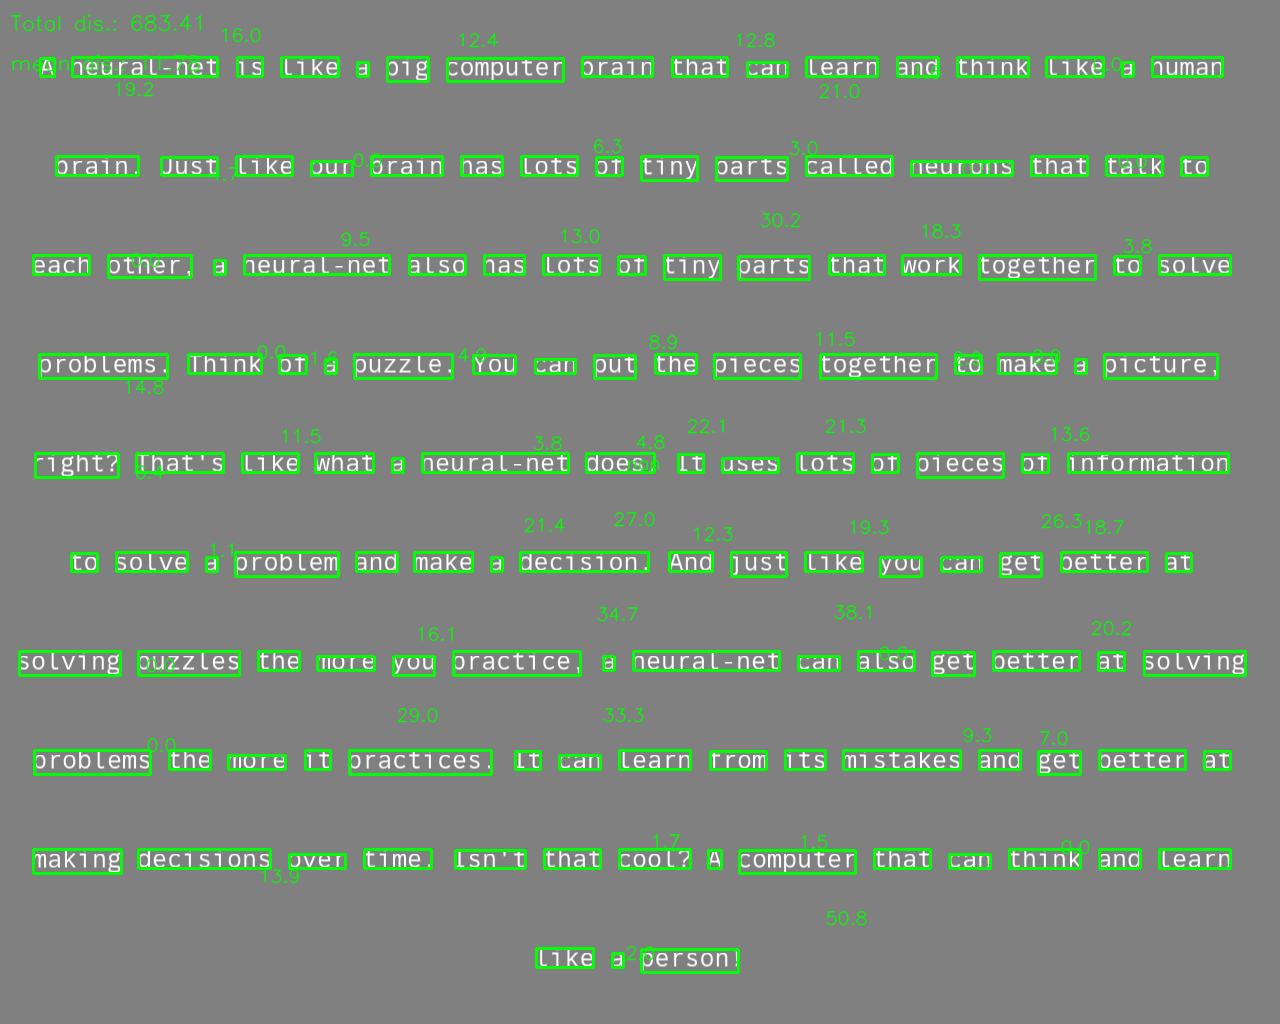 Total dis.: 683.41
16.0 12.4 12.8
A neural-net is like a big computer brain that can learn and think like a human
19.2 21.0
6.3 3.0
brain. Just like our brain has lots of tiny parts called neurons that talk to
30.2 18.3
9.5 13.0 3.8
each other, a neural-net also has lots of tiny parts that work together to solve
8.9 11.5
problems. Think of a puzzle. You can put the pieces together to make a picture,
14.8
11.5 3.8 4.8 22.1 21.3 13.6
right? That's like what a neural-net does. It uses lots of pieces of information
21.4 27.0 12.3 19.3 26.3 18.7
to solve a problem and make a decision. And just like you can get better at
16.1 34.7 38.1 20.2
solving puzzles the more you practice, a neural-net can also get better at solving
29.0 33.3 9.3 7.0
problems the more it practices. It can learn from its mistakes and get better at
1.7 1.5
making decisions over time. Isn't that cool? A computer that can think and learn
13.9
50.8
like a person!